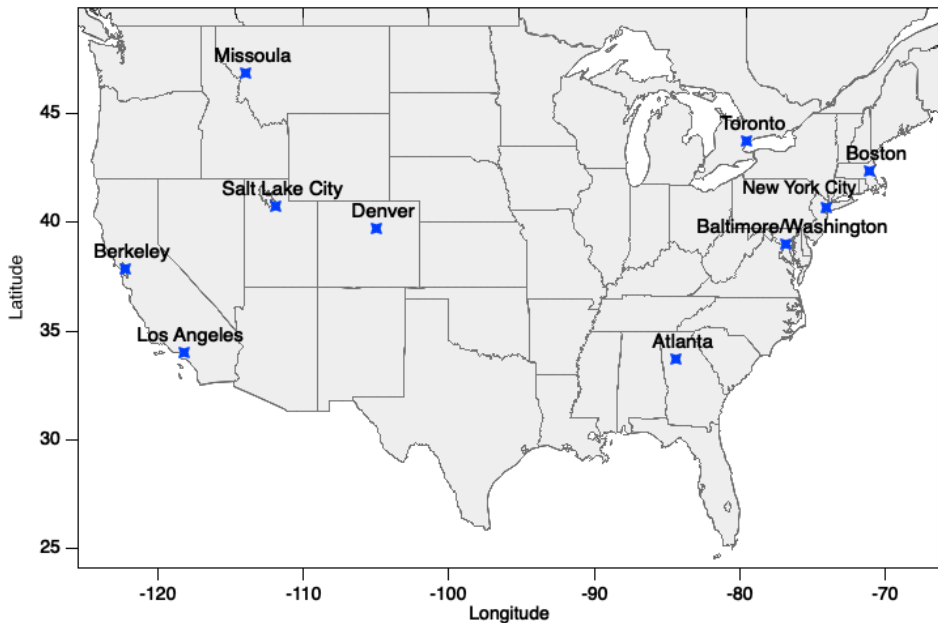 Missoula
45
Toronto
Boston
Salt Lake City
New York City
Denver
40
Baltimore/Washington
Berkeley
Latitude
35
Los Angeles
Atlanta
30
25
-120
-110
-100
-90
-80
-70
Longitude